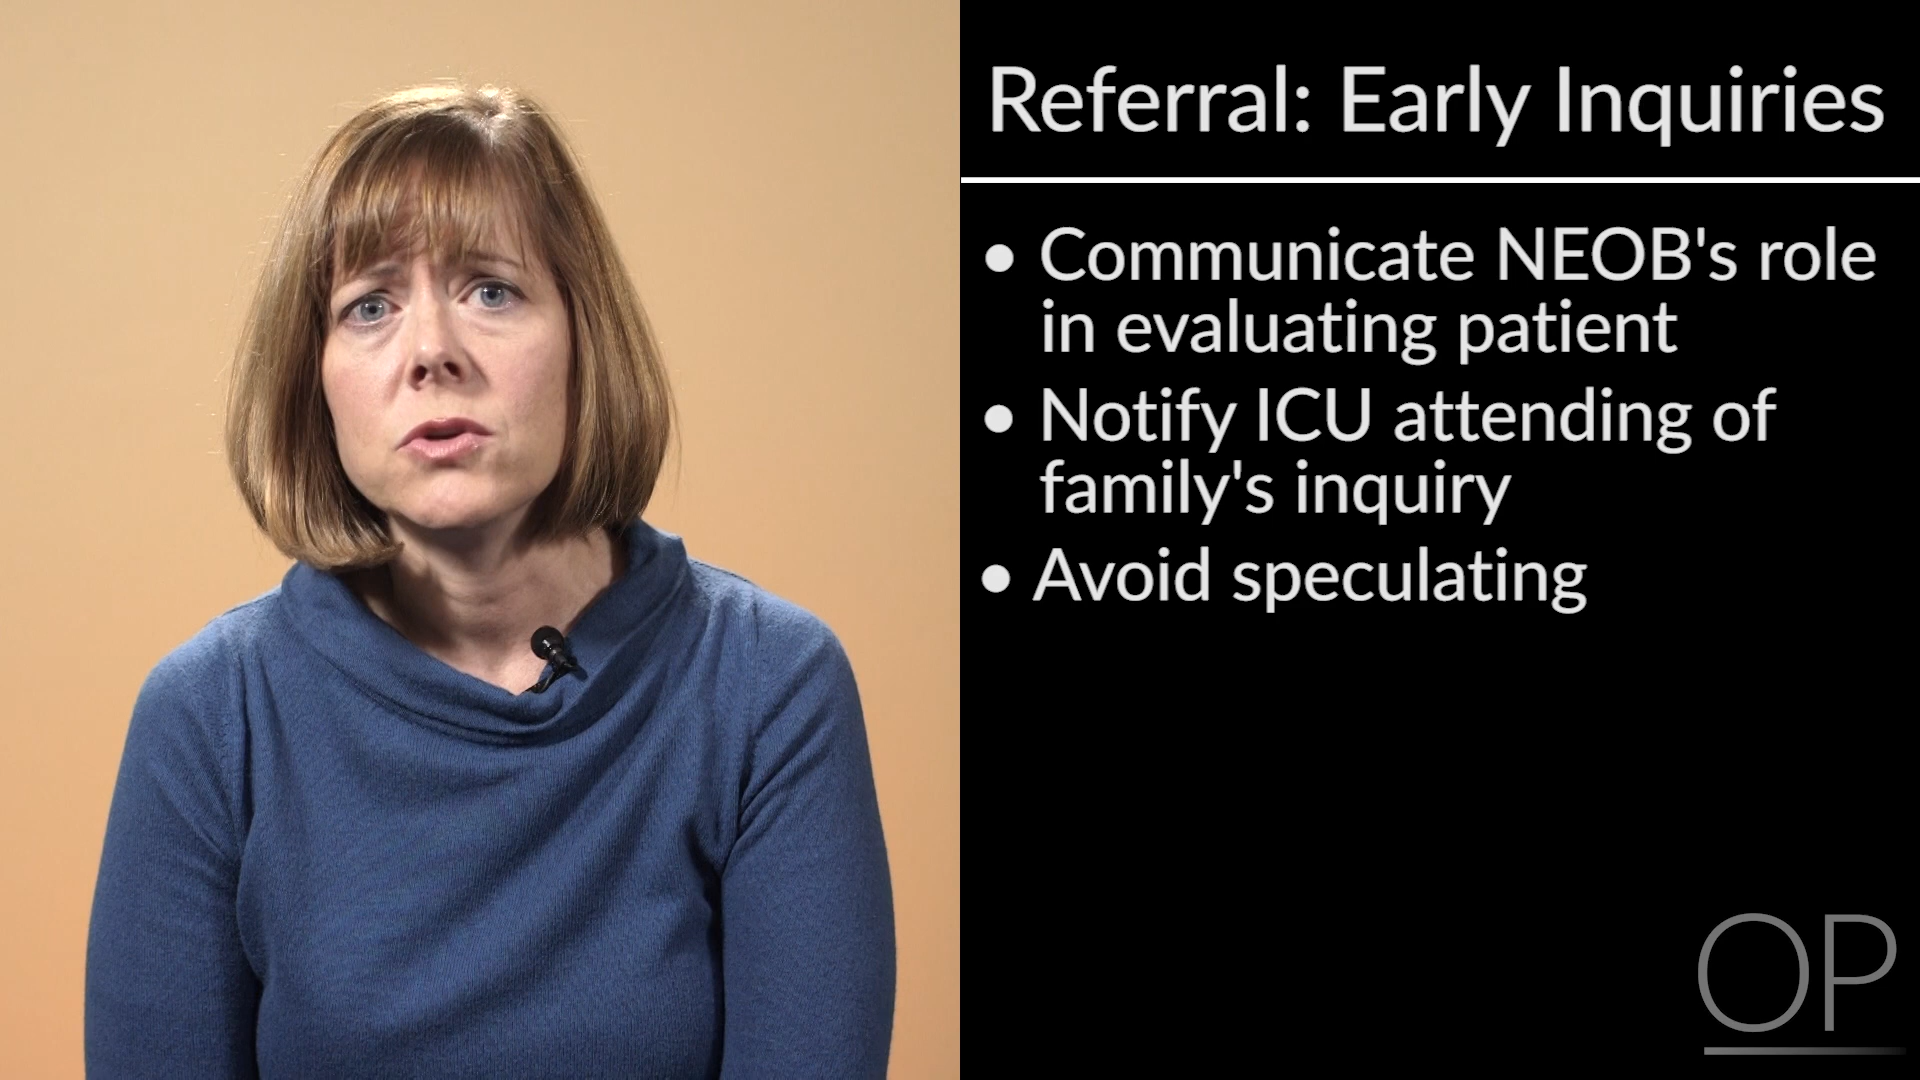 Referral: Early Inquiries
● Communicate NEOB's role
in evaluating patient
● Notify ICU attending of
family's inquiry
● Avoid speculating
OP